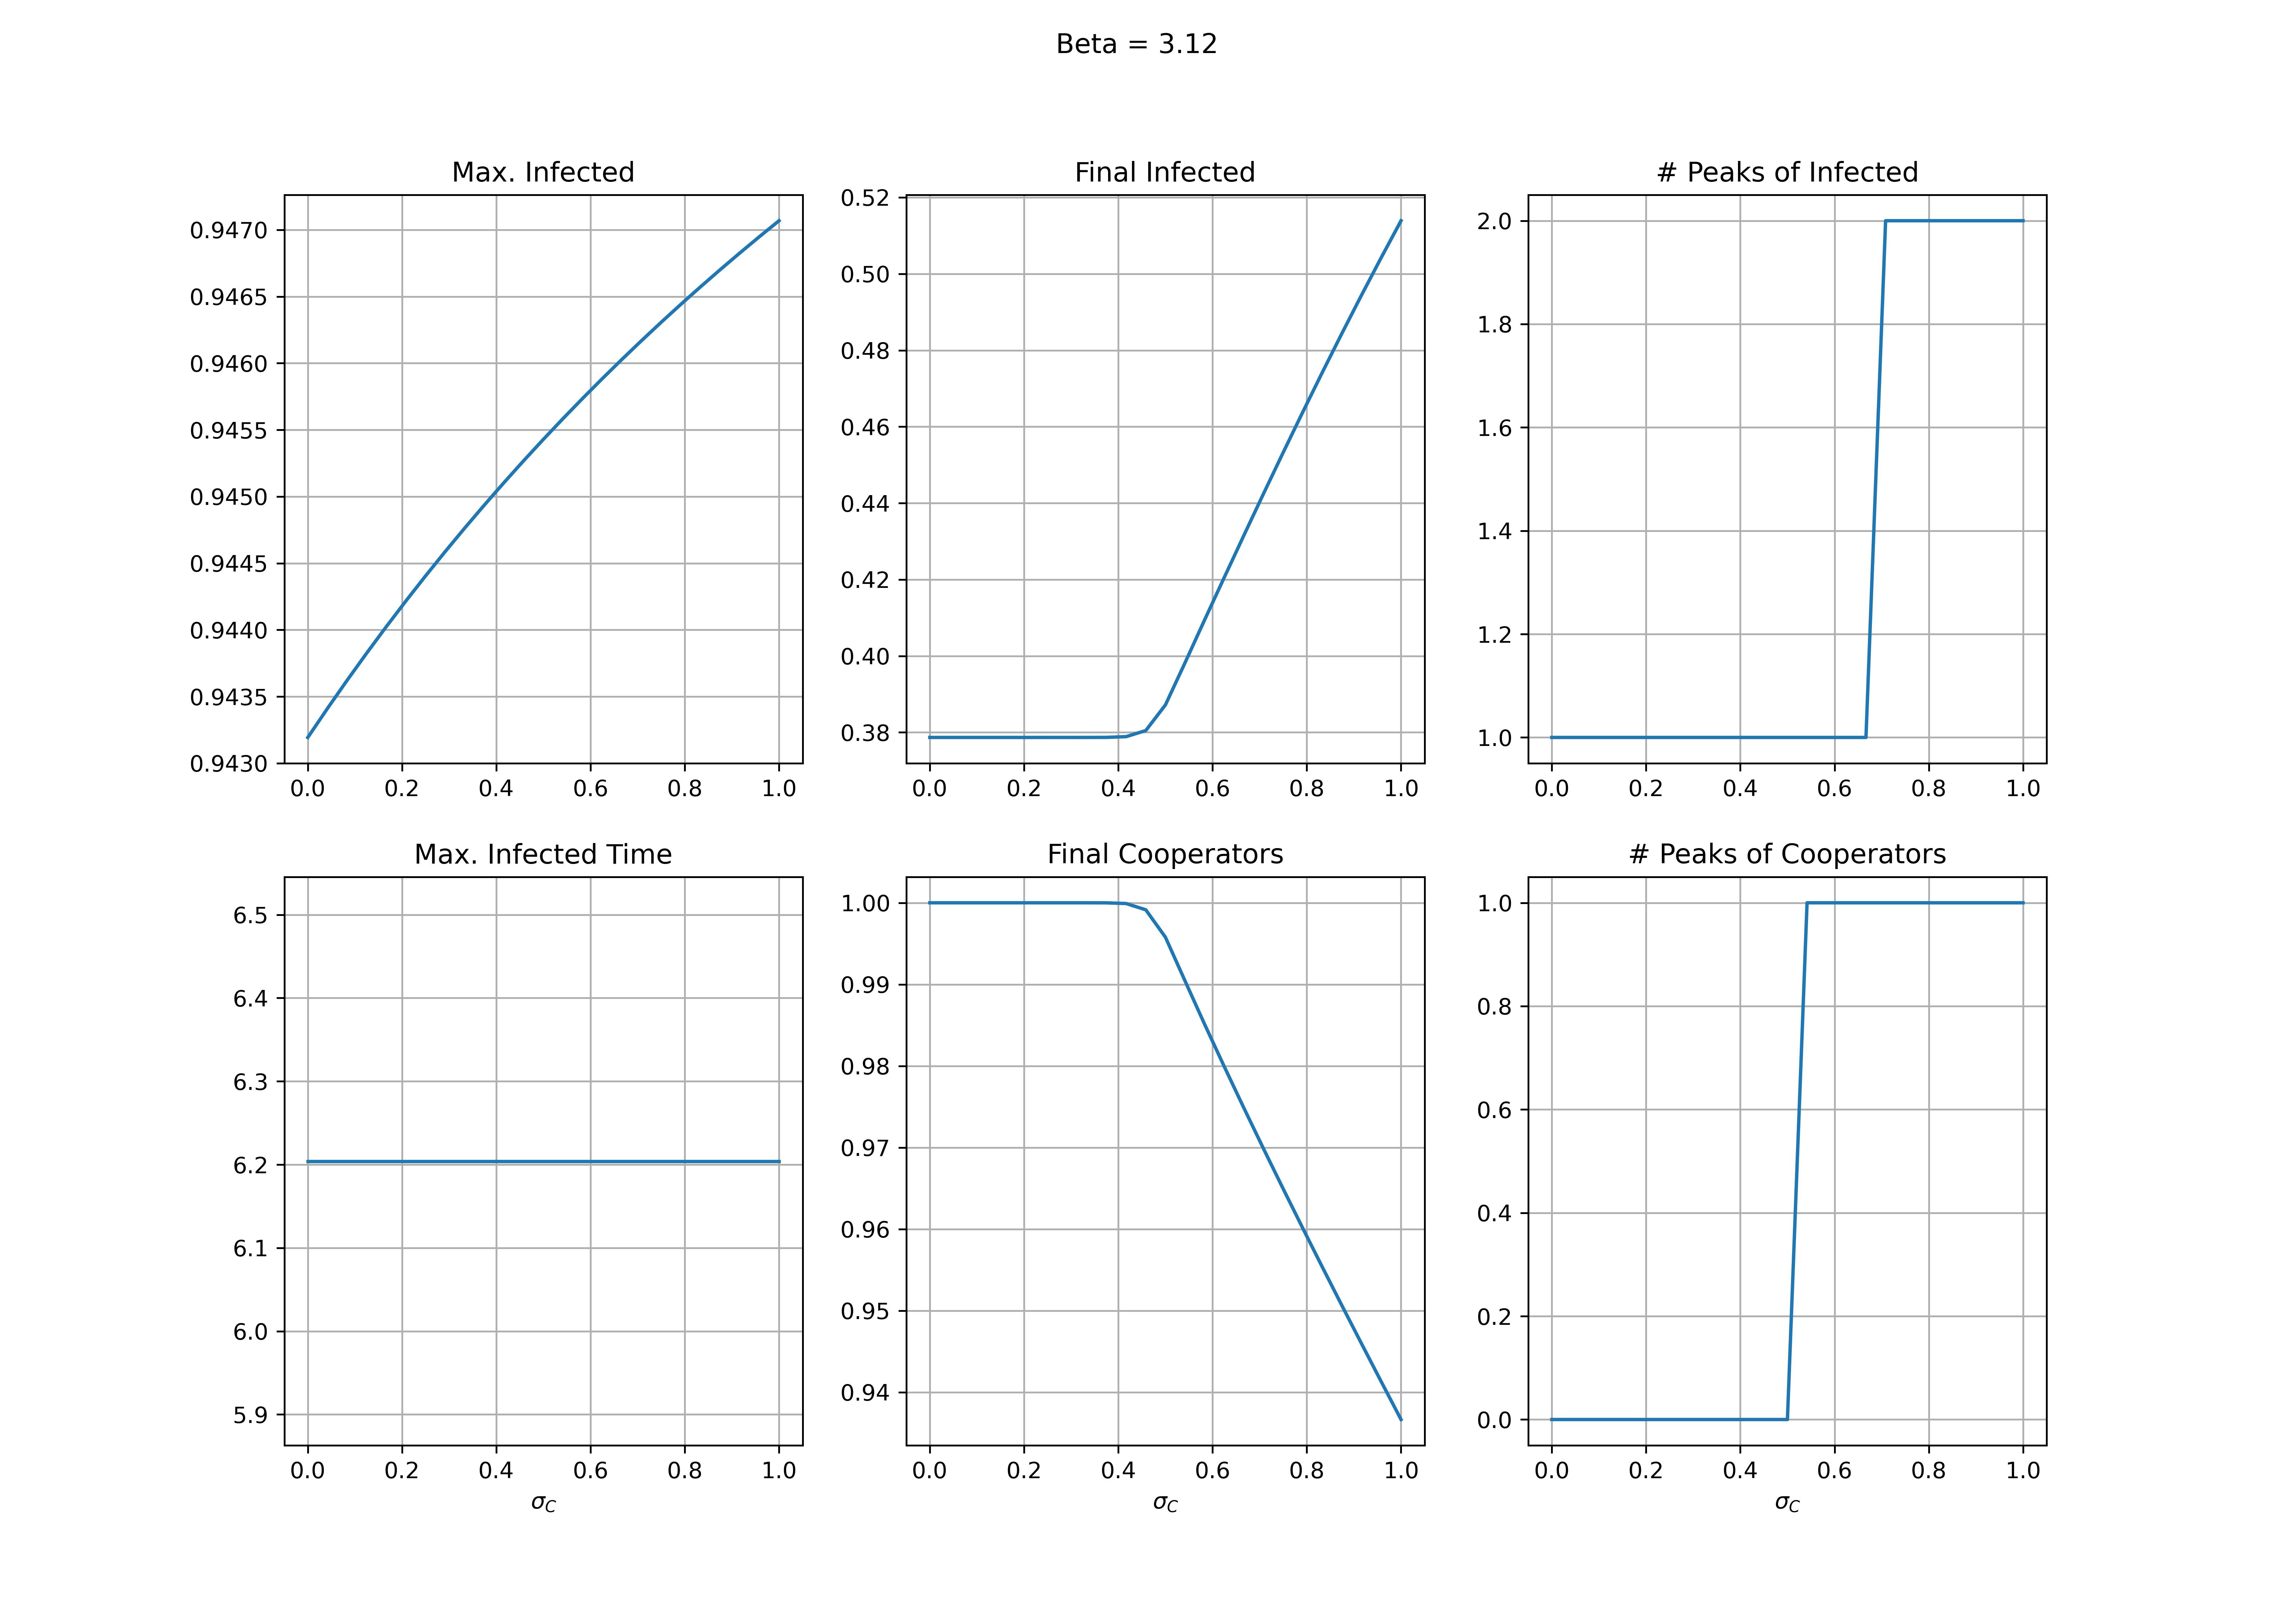 Beta = 3.12
Max. Infected
0.9470
0.9465
0.9460
0.9455
0.9450
0.9445
0.9440
0.9435
0.9430
0.0 0.2 0.4 0.6 0.8 1.0
Final Infected
0.52
0.50
0.48
0.46
0.44
0.42
0.40
0.38
0.0 0.2 0.4 0.6 0.8 1.0
# Peaks of Infected
2.0
1.8
1.6
1.4
1.2
1.0
0.0 0.2 0.4 0.6 0.8 1.0
Max. Infected Time
6.5
6.4
6.3
6.2
6.1
6.0
5.9
0.0 0.2 0.4 0.6 0.8 1.0
σC
Final Cooperators
1.00
0.99
0.98
0.97
0.96
0.95
0.94
0.0 0.2 0.4 0.6 0.8 1.0
σC
# Peaks of Cooperators
1.0
0.8
0.6
0.4
0.2
0.0
0.0 0.2 0.4 0.6 0.8 1.0
σC